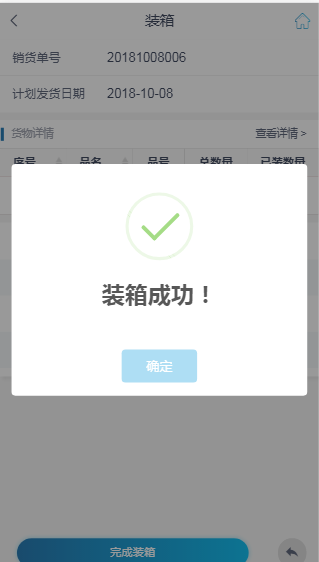 装箱
销货单号 20181008006
计划发货日期 2018-10-08
货物详情 查看详情 >
序号 品名 品号 总数量 已装数量
装箱成功！
确定
完成装箱